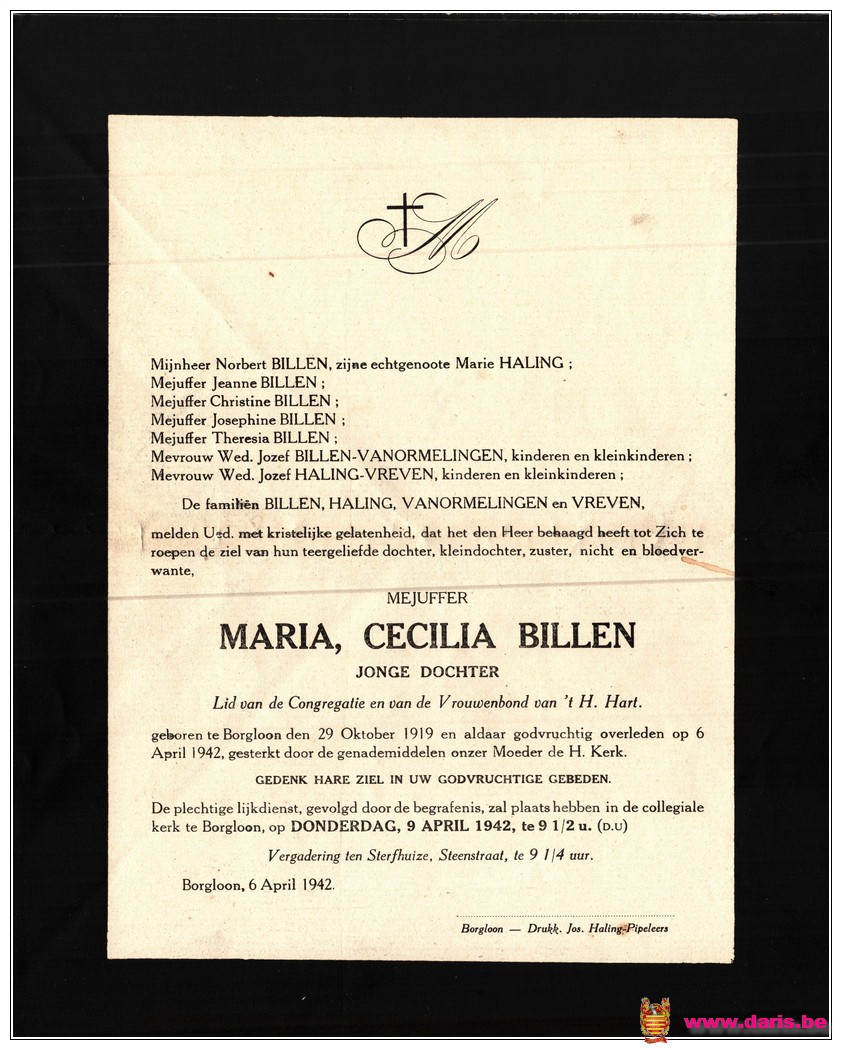 M
Mijnheer Norbert BILLEN, zijne echtgenoote Marie HALING ;
Mejuffer Jeanne BILLEN ;
Mejuffer Christine BILLEN ;
Mejuffer Josephine BILLEN ;
Mejuffer Theresia BILLEN ;
Mevrouw Wed. Jozef BILLEN-VANORMELINGEN, kinderen en kleinkinderen ;
Mevrouw Wed. Jozef HALING-VREVEN, kinderen en kleinkinderen ;
De familiën BILLEN, HALING, VANORMELINGEN en VREVEN,
melden Ued. met kristelijke gelatenheid, dat het den Heer behaagd heeft tot Zich te
roepen de ziel van hun teergeliefde dochter, kleindochter, zuster, nicht en bloedver-
wante,
MEJUFFER
MARIA, CECILIA BILLEN
JONGE DOCHTER
Lid van de Congregatie en van de Vrouwenbond van 't H. Hart.
geboren te Borgloon den 29 Oktober 1919 en aldaar godvruchtig overleden op 6
April 1942, gesterkt door de genademiddelen onzer Moeder de H. Kerk.
GEDENK HARE ZIEL IN UW GODVRUCHTIGE GEBEDEN.
De plechtige lijkdienst, gevolgd door de begrafenis, zal plaats hebben in de collegiale
kerk te Borgloon, op DONDERDAG, 9 APRIL 1942, te 9 1/2 u. (D.U)
Vergadering ten Sterfhuize, Steenstraat, te 9 1/4 uur.
Borgloon, 6 April 1942.
Borgloon — Drukk. Jos. Haling-Pipeleers
www.daris.be